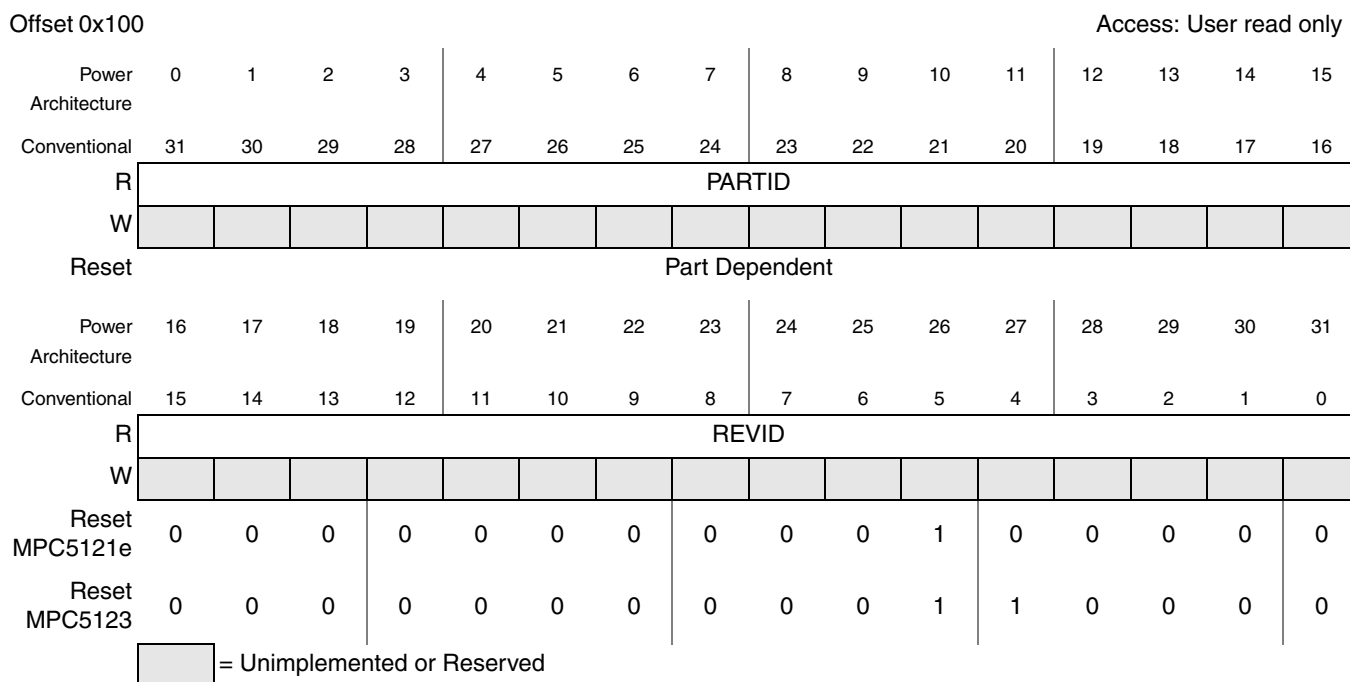 Offset 0x100 Access: User read only
Power Architecture 0 1 2 3 4 5 6 7 8 9 10 11 12 13 14 15
Conventional 31 30 29 28 27 26 25 24 23 22 21 20 19 18 17 16
R PARTID
W
Reset Part Dependent
Power Architecture 16 17 18 19 20 21 22 23 24 25 26 27 28 29 30 31
Conventional 15 14 13 12 11 10 9 8 7 6 5 4 3 2 1 0
R REVID
W
Reset MPC5121e 0 0 0 0 0 0 0 0 0 0 1 0 0 0 0 0
Reset MPC5123 0 0 0 0 0 0 0 0 0 0 1 1 0 0 0 0
= Unimplemented or Reserved